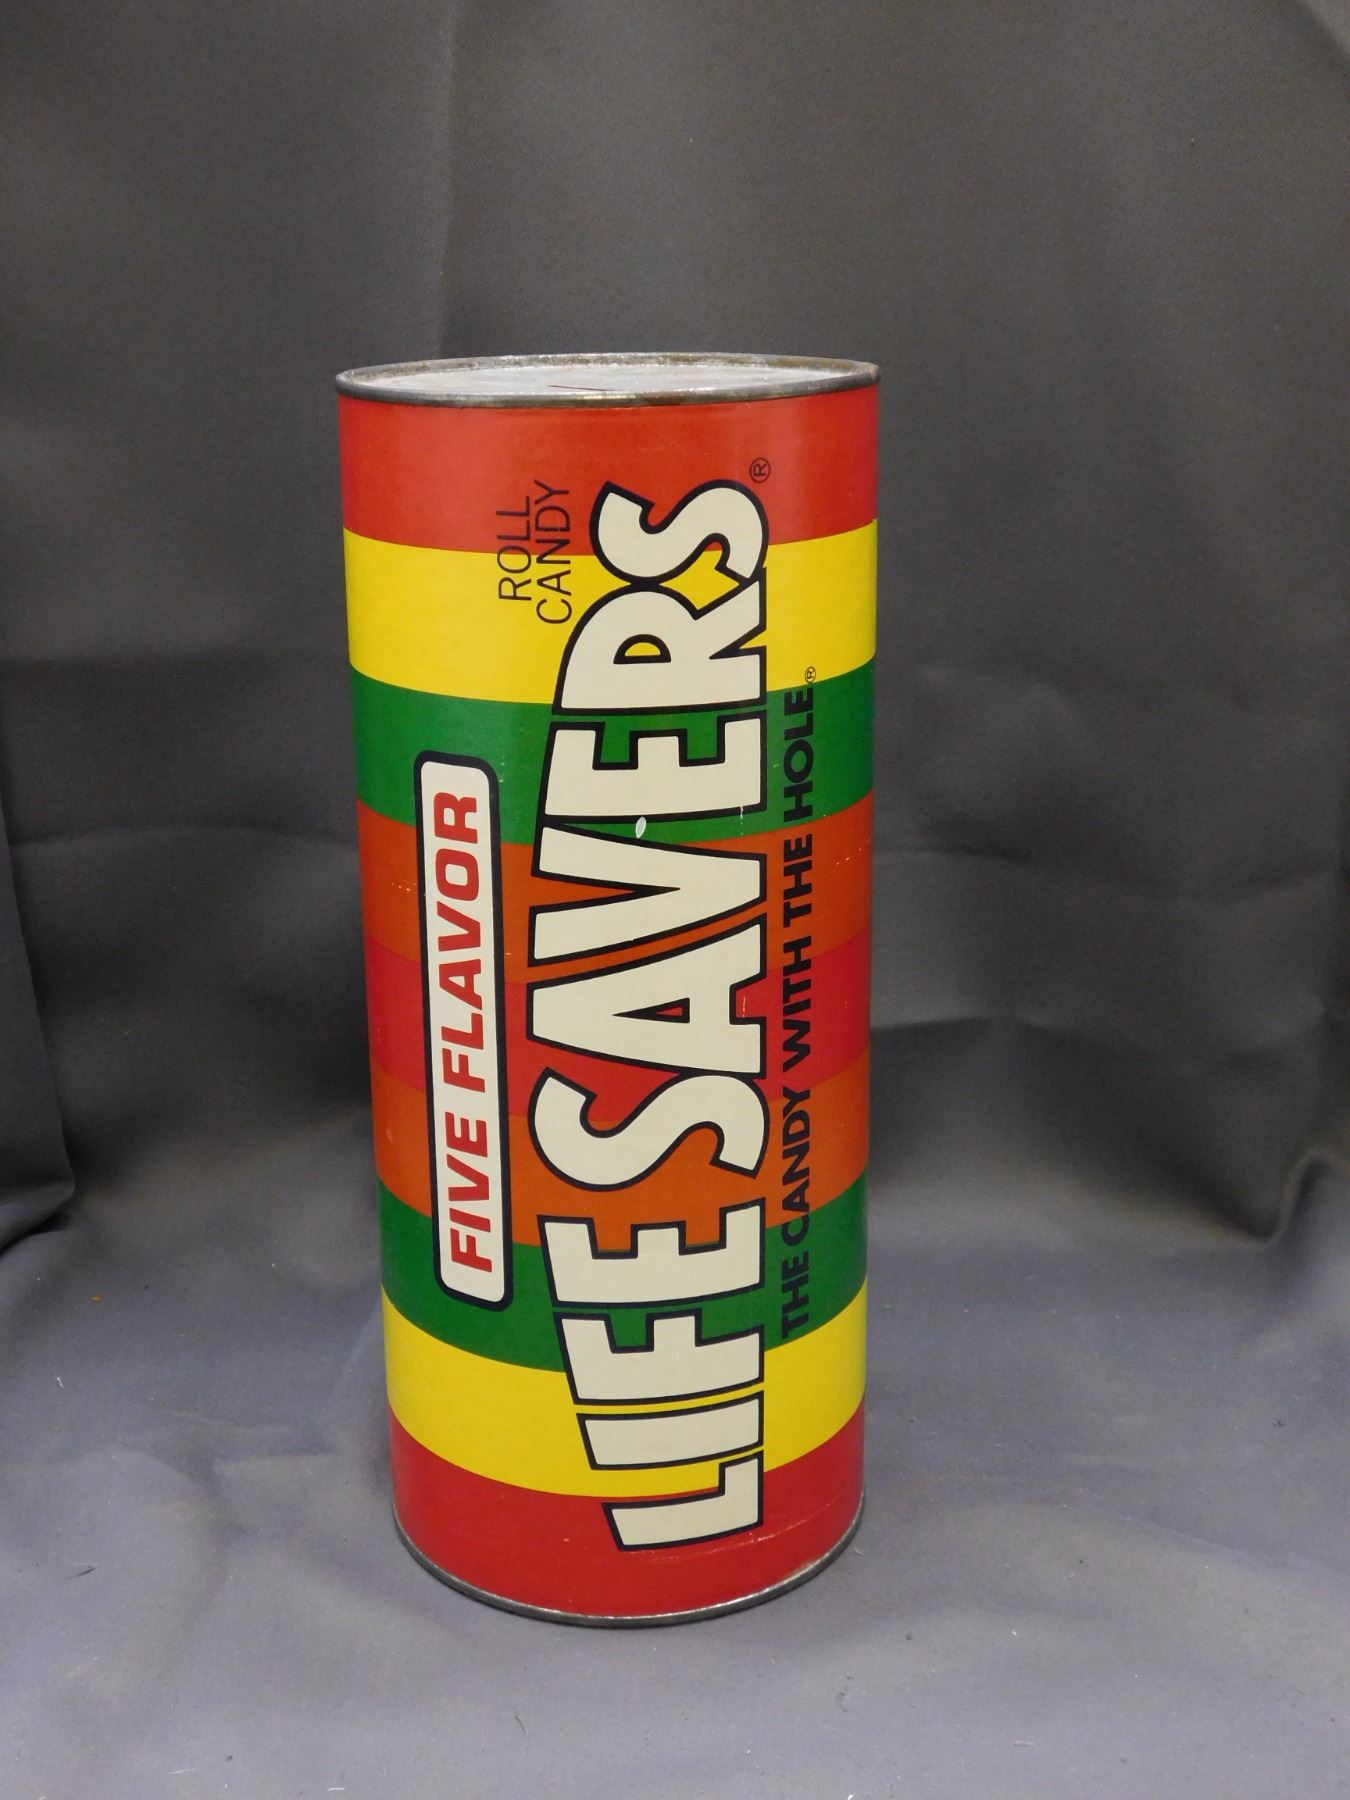 FIVE FLAVOR
ROLL
CANDY
LIFE SAVERS®
THE CANDY WITH THE HOLE®